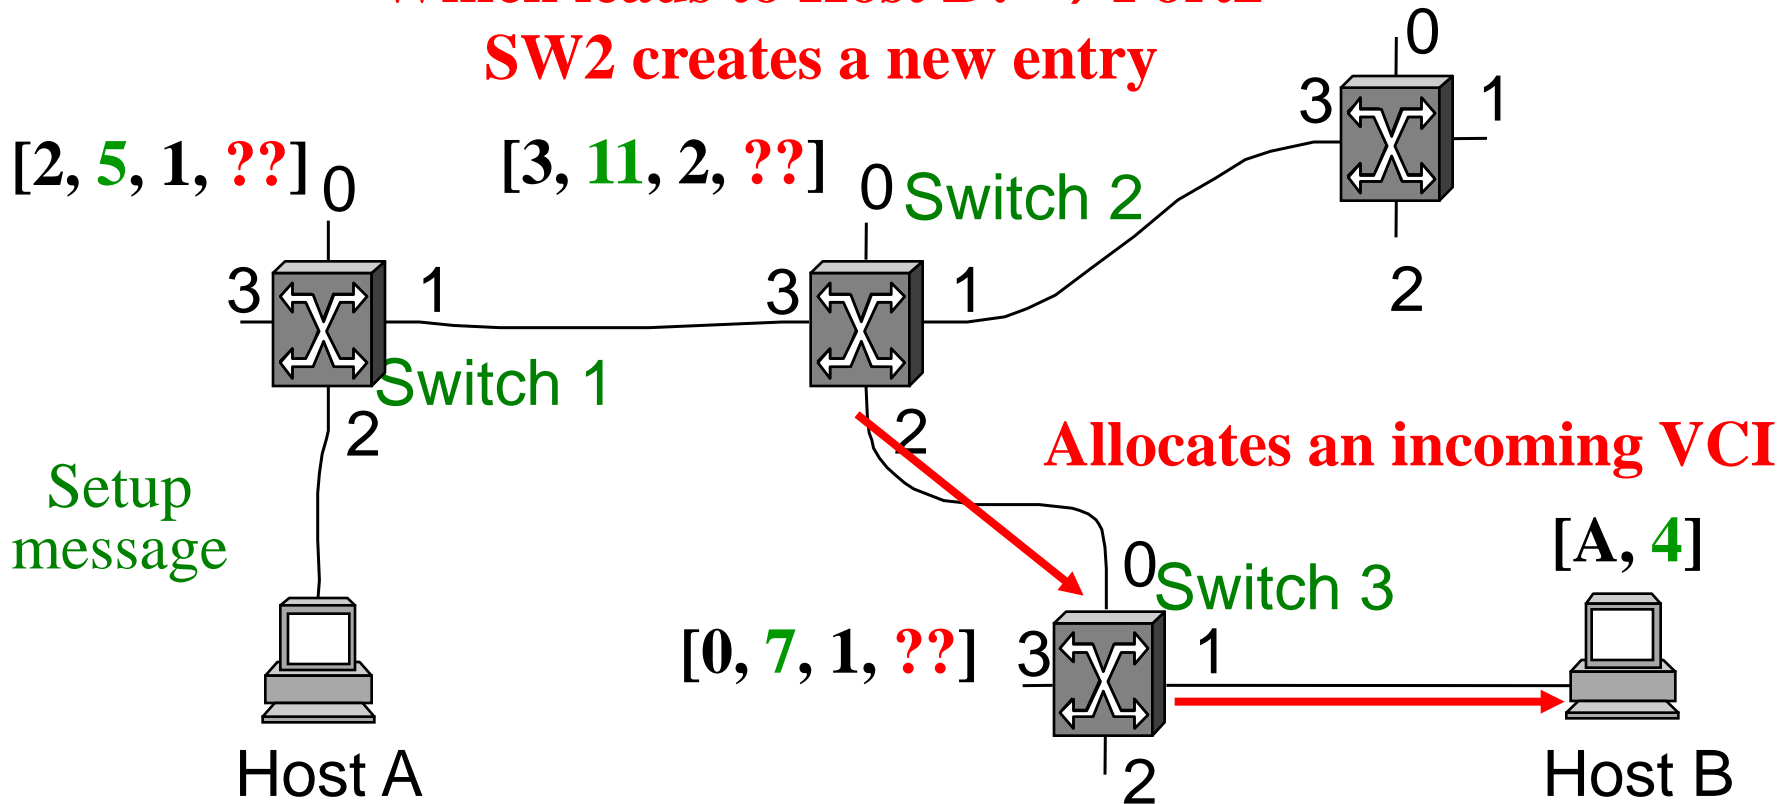 SW2 creates a new entry
0
3
1
[2, 5, 1, ??]
0
[3, 11, 2, ??]
0
Switch 2
2
3
1
3
1
Switch 1
2
2
Allocates an incoming VCI
Setup
message
[A, 4]
0
Switch 3
[0, 7, 1, ??]
3
1
Host A
2
Host B